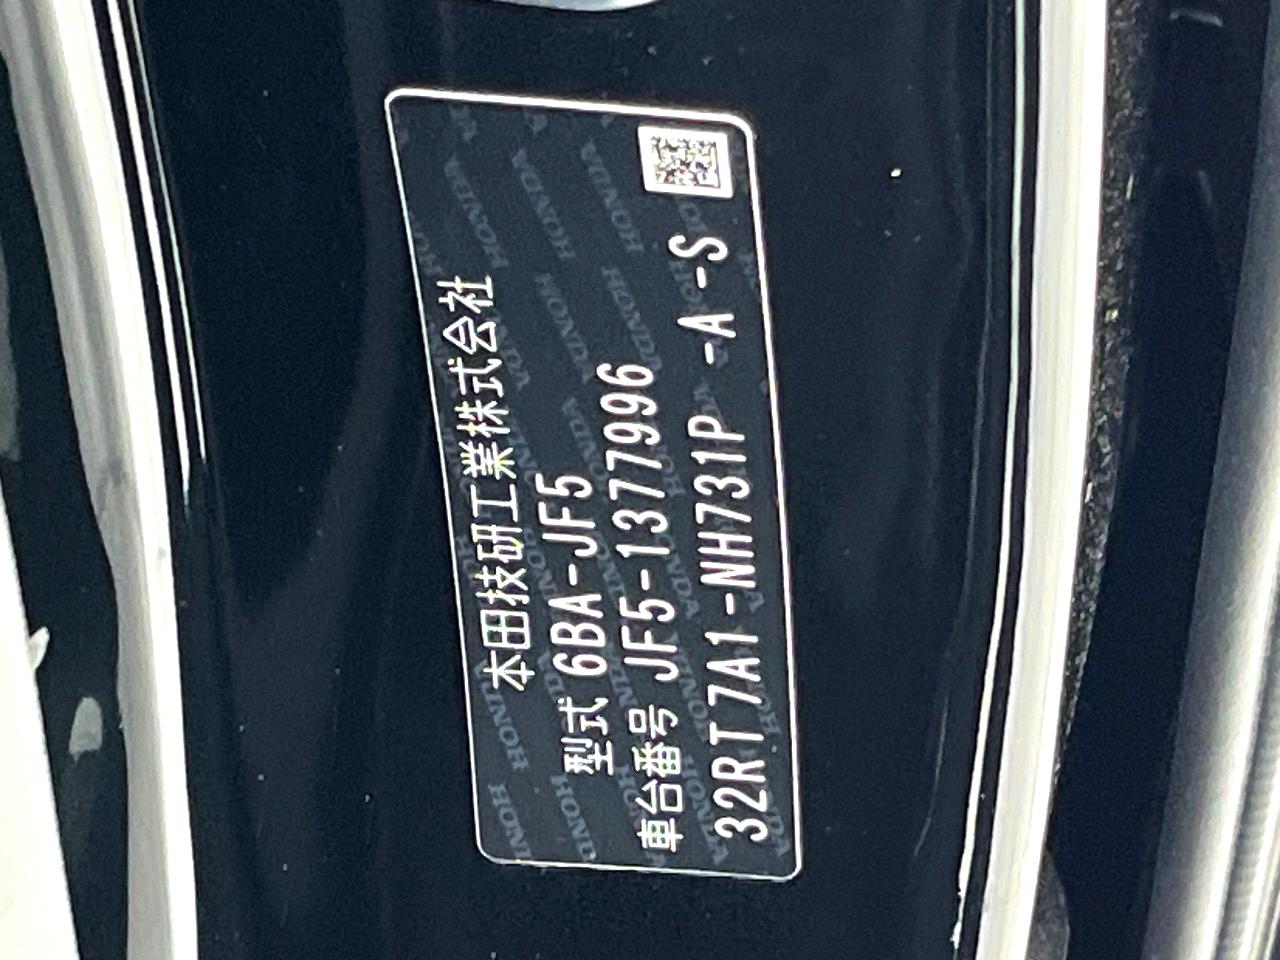 本田技研工業株式会社
型式 6BA-JF5
車台番号 JF5-1377996
32RT7A1-NH731P -A -S